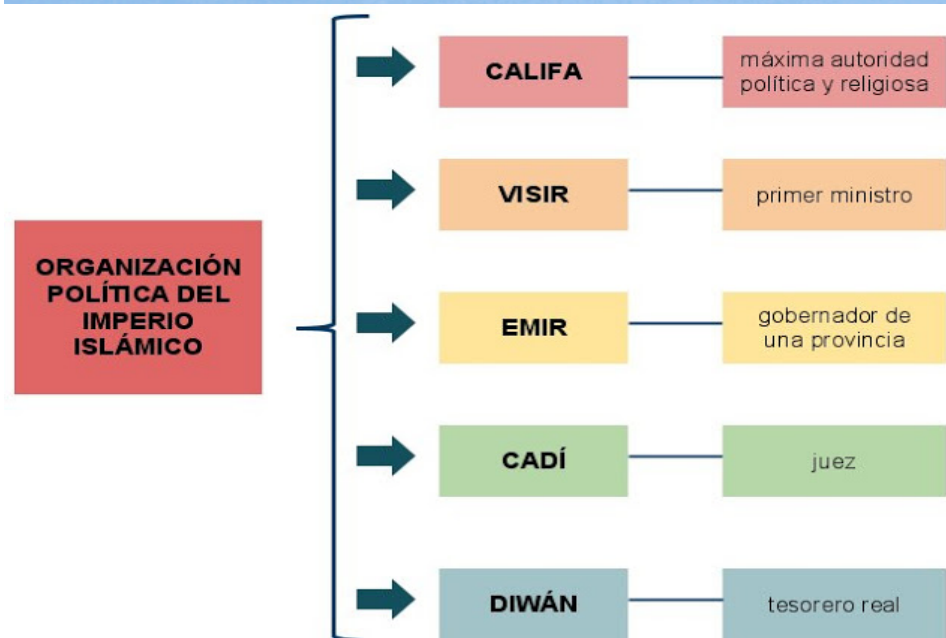 ORGANIZACIÓN
POLÍTICA DEL
IMPERIO
ISLÁMICO
CALIFA
máxima autoridad
política y religiosa
VISIR
primer ministro
EMIR
gobernador de
una provincia
CADÍ
juez
DIWÁN
tesorero real